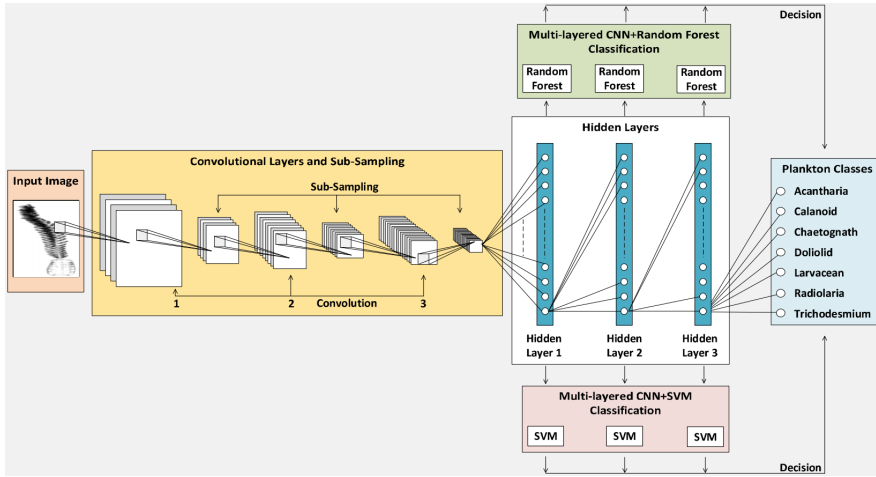 Decision
Multi-layered CNN+Random Forest
Classification
Random
Forest
Random
Forest
Random
Forest
Input Image
Convolutional Layers and Sub-Sampling
Sub-Sampling
1
2
Convolution
3
Hidden Layers
Hidden
Layer 1
Hidden
Layer 2
Hidden
Layer 3
Plankton Classes
Acantharia
Calanoid
Chaetognath
Doliolid
Larvacean
Radiolaria
Trichodesmium
Multi-layered CNN+SVM
Classification
SVM
SVM
SVM
Decision